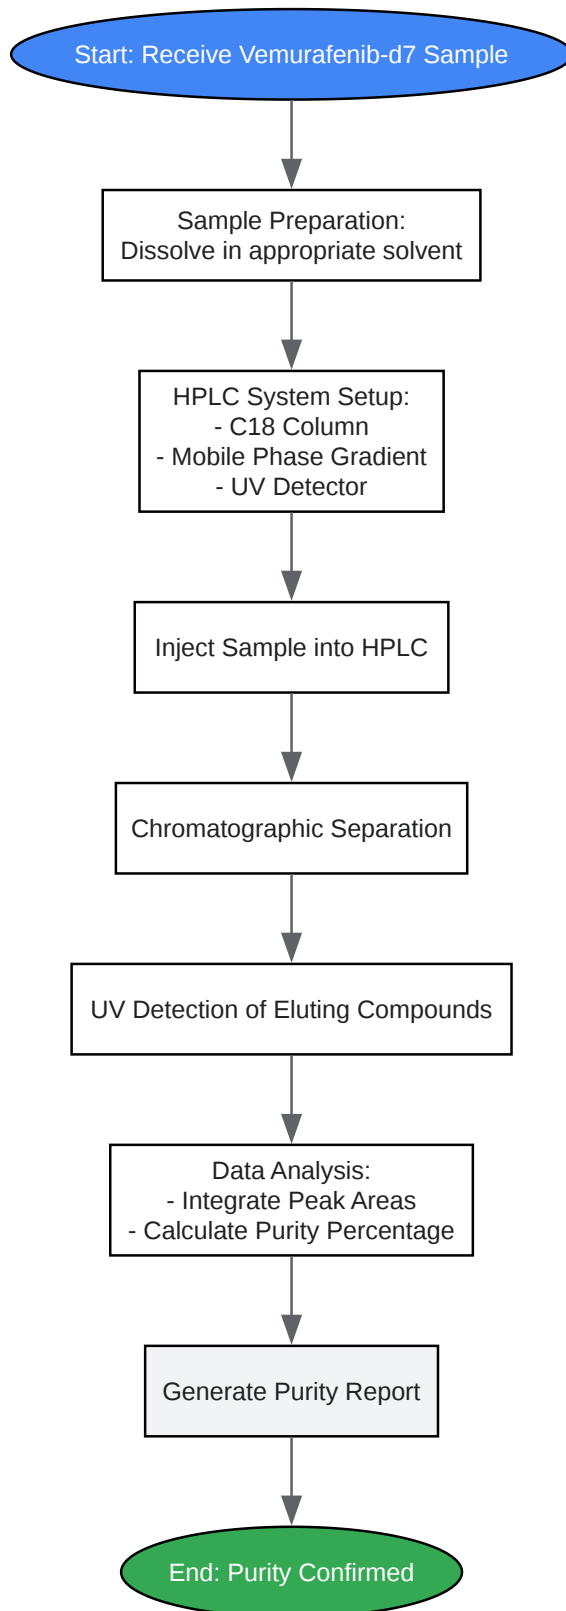 Start: Receive Vemurafenib-d7 Sample
Sample Preparation:
Dissolve in appropriate solvent
HPLC System Setup:
- C18 Column
- Mobile Phase Gradient
- UV Detector
Inject Sample into HPLC
Chromatographic Separation
UV Detection of Eluting Compounds
Data Analysis:
- Integrate Peak Areas
- Calculate Purity Percentage
Generate Purity Report
End: Purity Confirmed